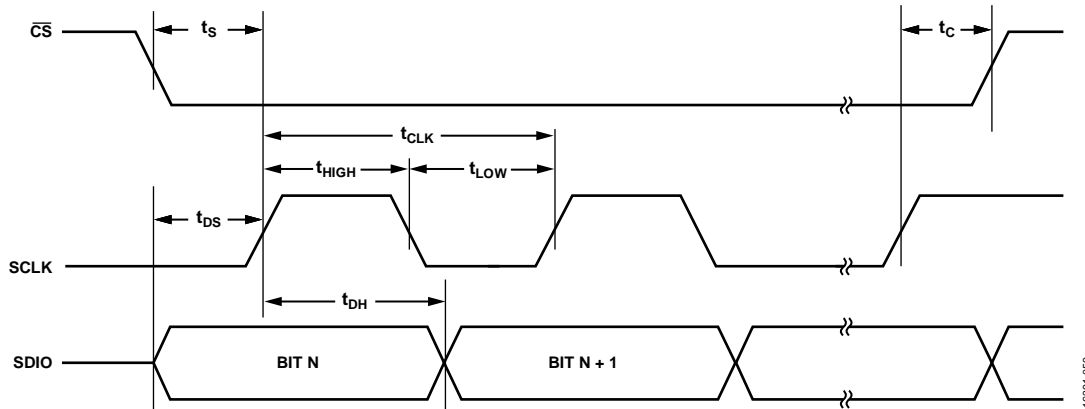 CS
tS
tC
tCLK
tHIGH
tLOW
tDS
SCLK
tDH
SDIO
BIT N
BIT N + 1